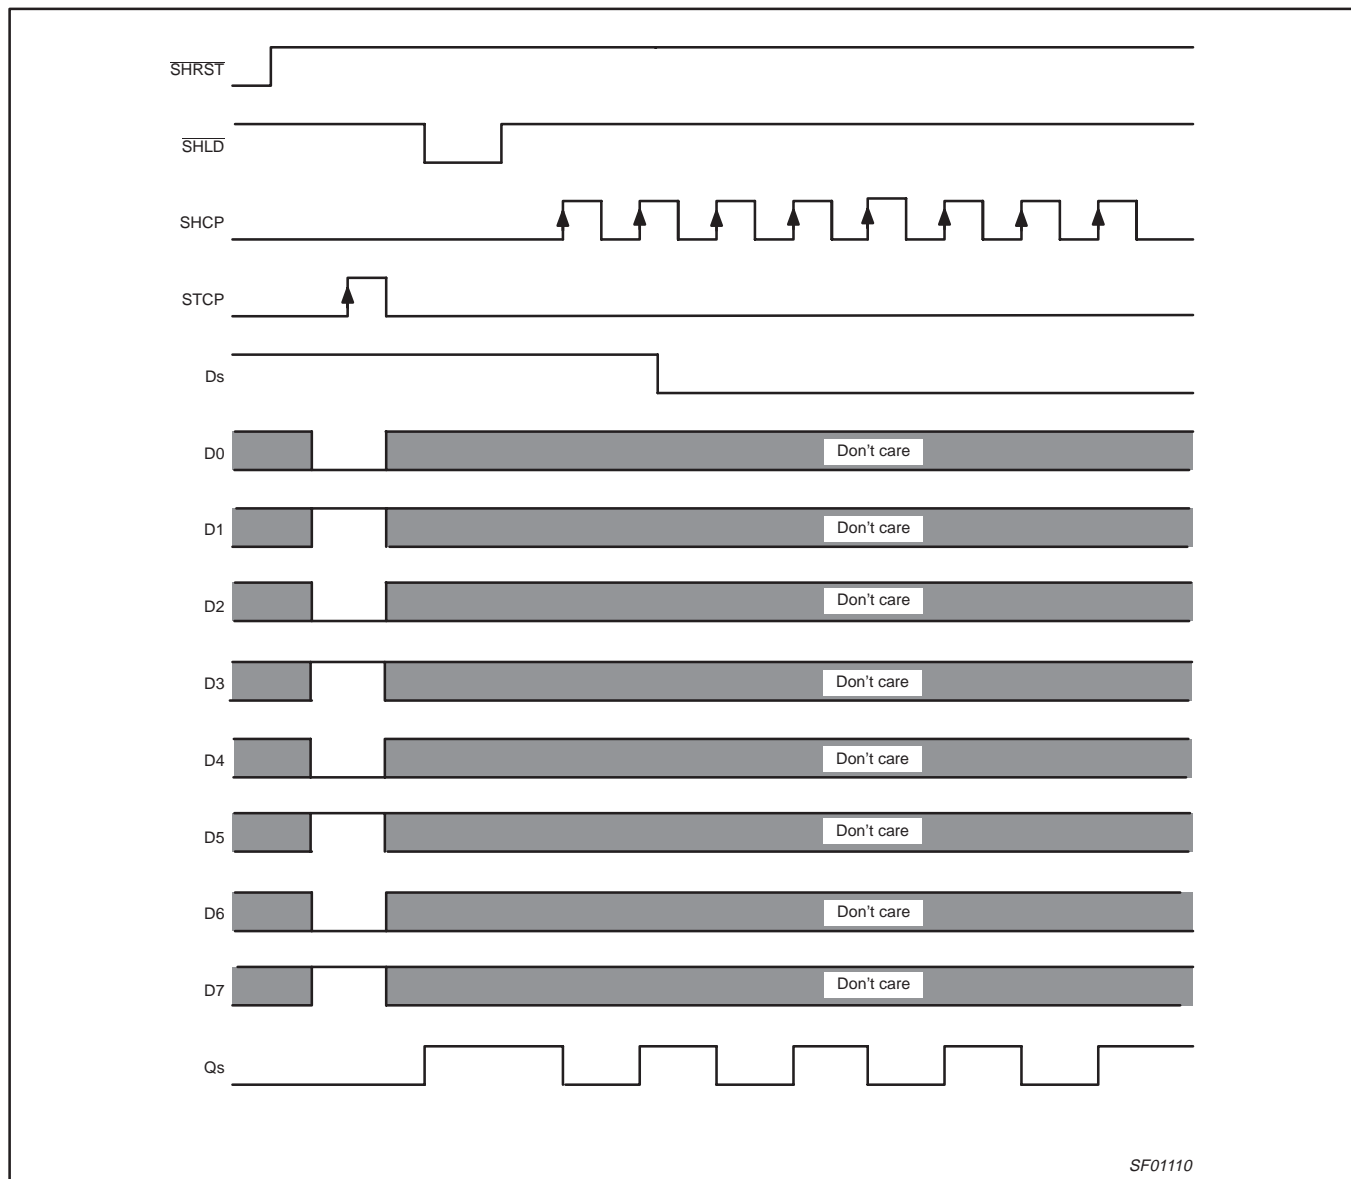 SHRST
SHLD
SHCP
STCP
Ds
D0 Don't care
D1 Don't care
D2 Don't care
D3 Don't care
D4 Don't care
D5 Don't care
D6 Don't care
D7 Don't care
Qs
SF01110